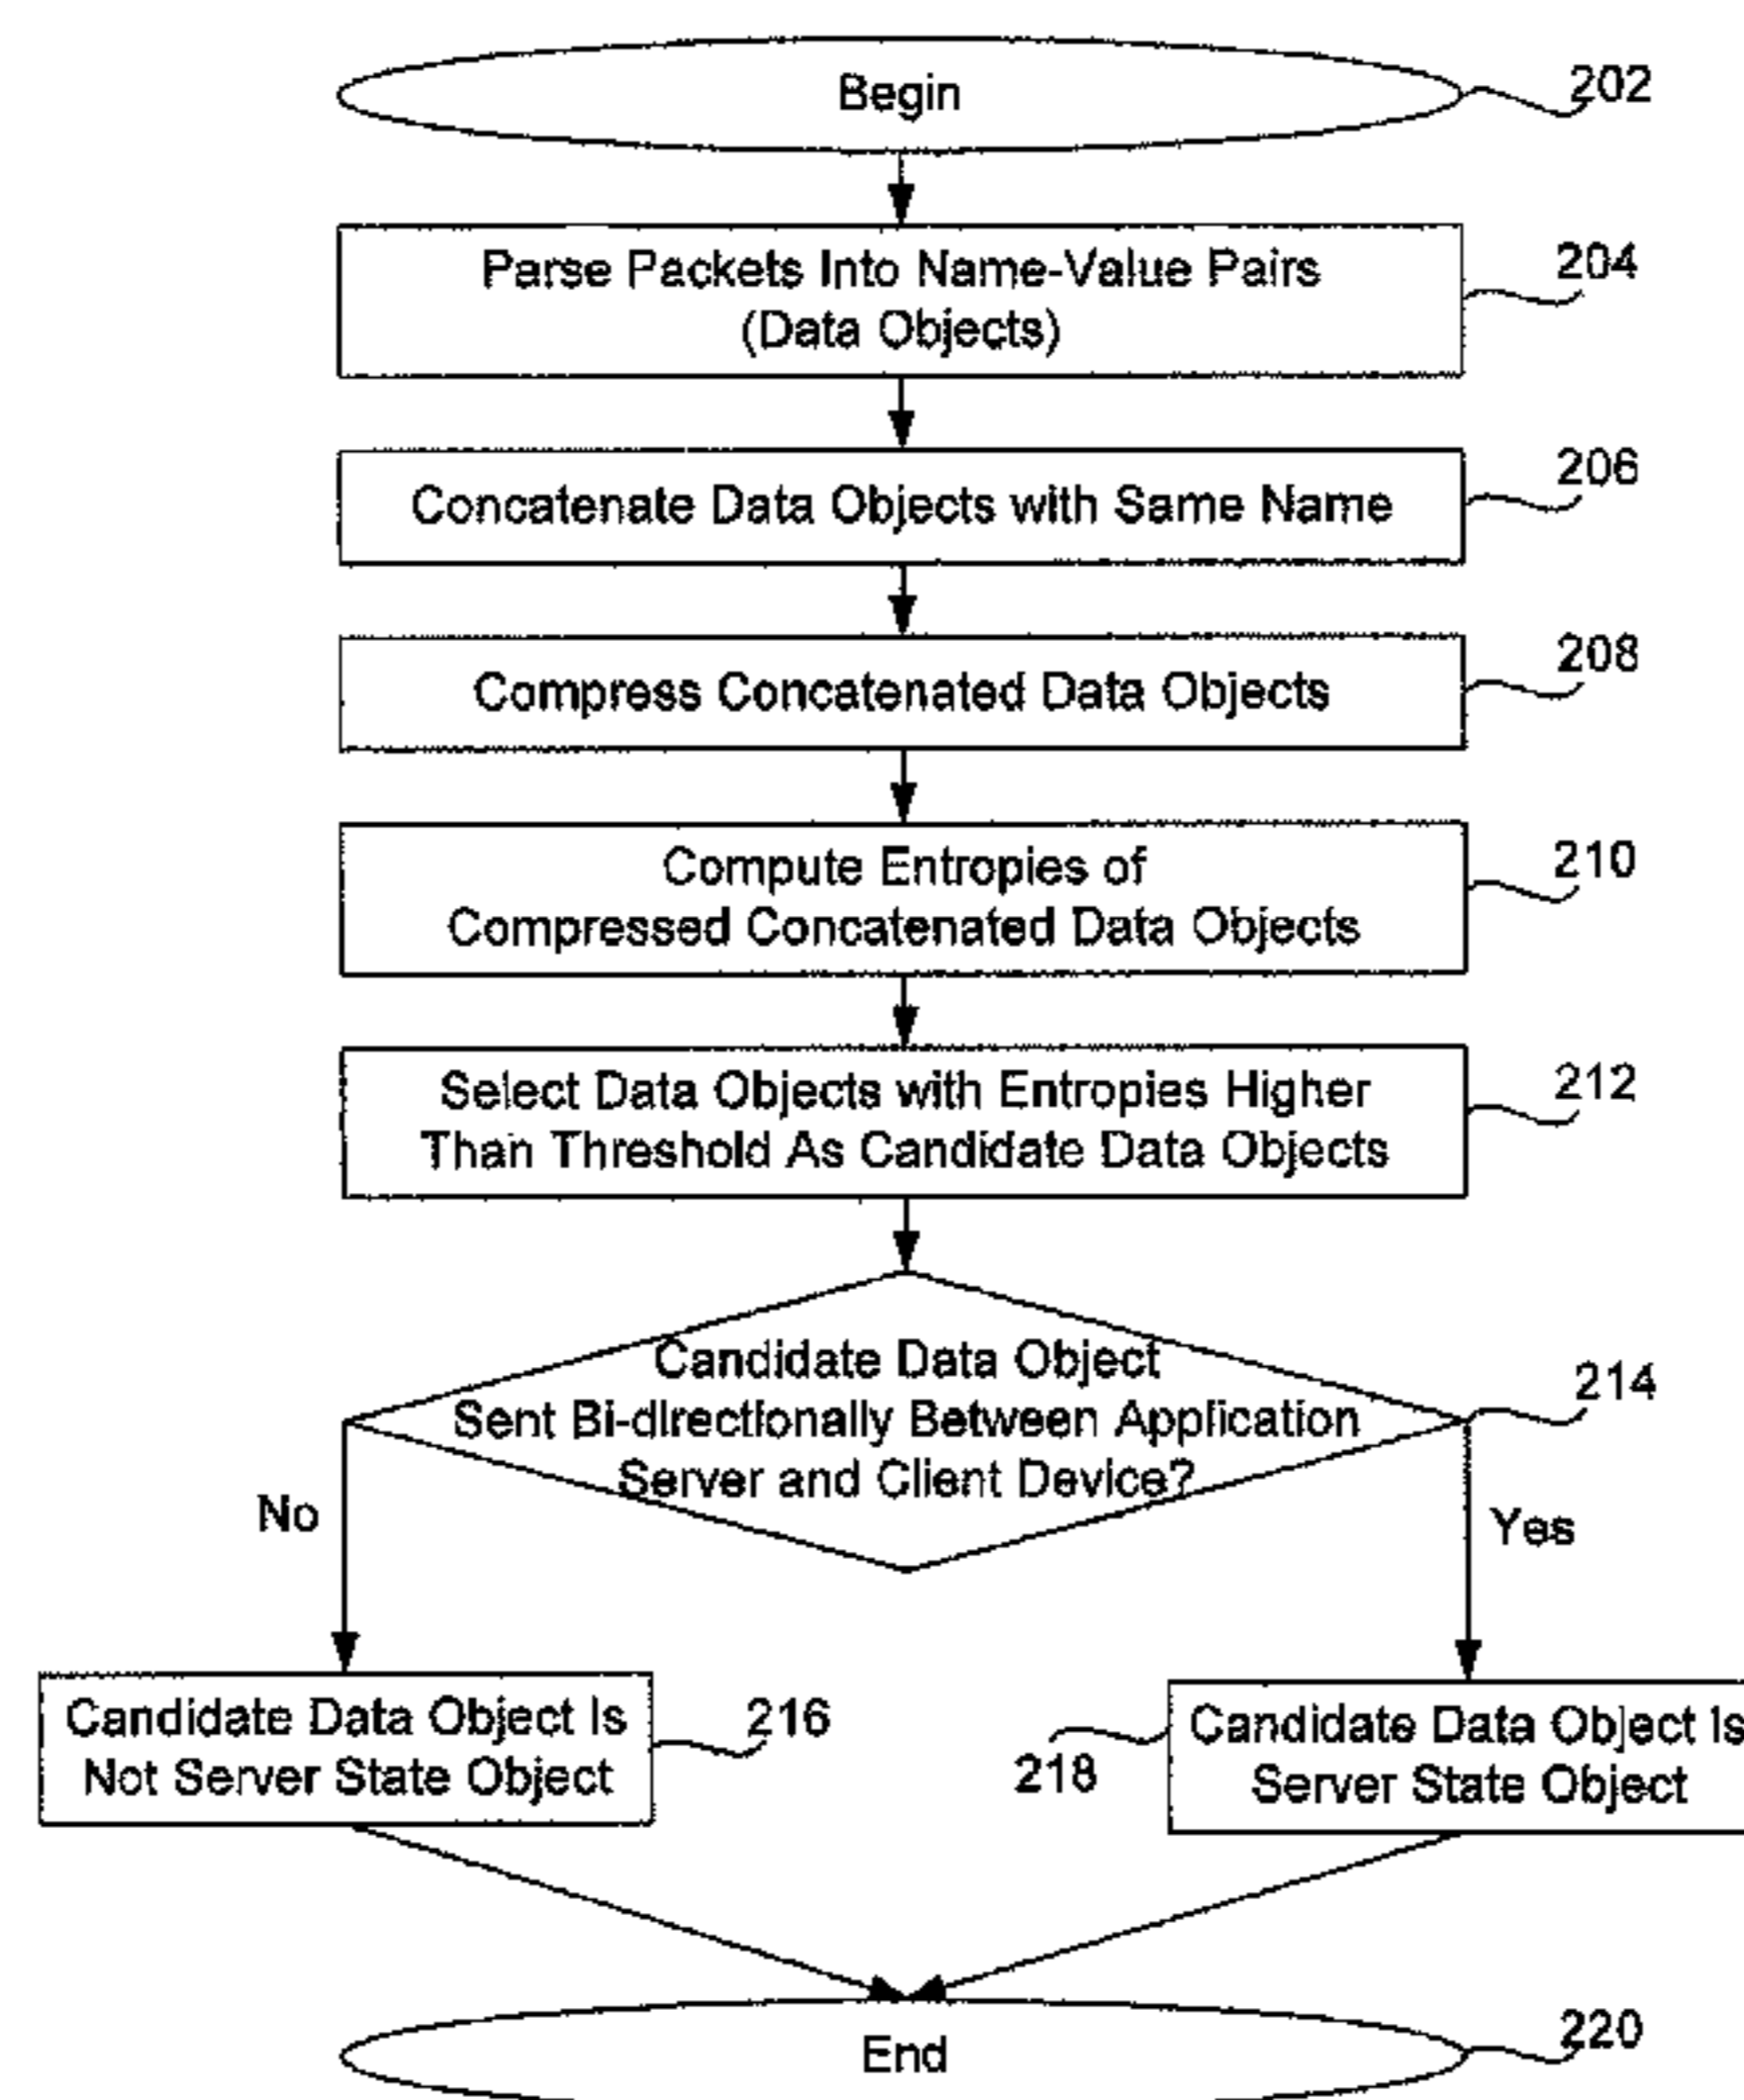 Begin
202
Parse Packets Into Name-Value Pairs
(Data Objects)
204
Concatenate Data Objects with Same Name
206
Compress Concatenated Data Objects
208
Compute Entropies of
Compressed Concatenated Data Objects
210
Select Data Objects with Entropies Higher
Than Threshold As Candidate Data Objects
212
Candidate Data Object
Sent Bi-directionally Between Application
Server and Client Device?
214
No
Yes
Candidate Data Object Is
Not Server State Object
216
218
Candidate Data Object Is
Server State Object
End
220